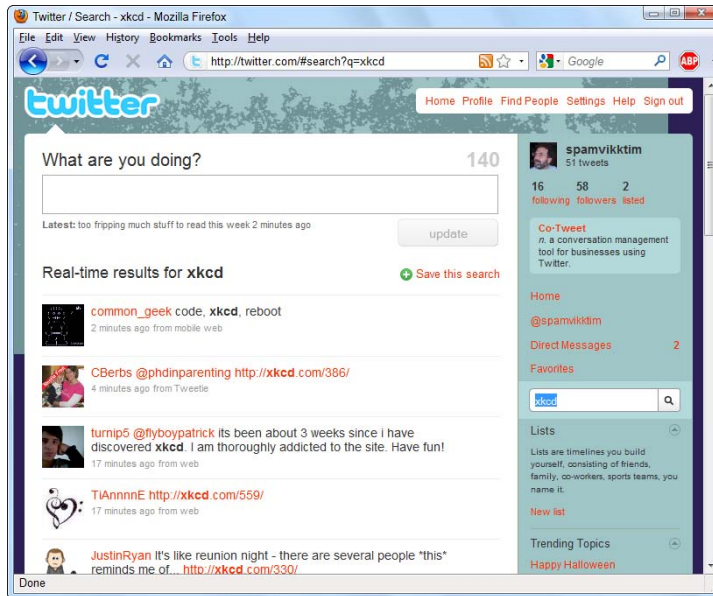 Twitter / Search - xkcd - Mozilla Firefox
File Edit View History Bookmarks Tools Help
http://twitter.com/#search?q=xkcd
Google
ABP
twitter
Home Profile Find People Settings Help Sign out
What are you doing?
140
Latest: too fripping much stuff to read this week 2 minutes ago
update
Real-time results for xkcd
Save this search
common_geek code, xkcd, reboot
2 minutes ago from mobile web
CBerbs @phdinparenting http://xkcd.com/386/
4 minutes ago from Tweetie
turnip5 @flyboypatrick its been about 3 weeks since i have
discovered xkcd. I am thoroughly addicted to the site. Have fun!
17 minutes ago from web
TiAnnnnE http://xkcd.com/559/
17 minutes ago from web
JustinRyan It's like reunion night - there are several people *this*
reminds me of... http://xkcd.com/330/
spamvikktim
51 tweets
16 58 2
following followers listed
Co-Tweet
n. a conversation management
tool for businesses using
Twitter.
Home
@spamvikktim
Direct Messages 2
Favorites
xkcd
Lists
Lists are timelines you build
yourself, consisting of friends,
family, co-workers, sports teams, you
name it.
New list
Trending Topics
Happy Halloween
Done